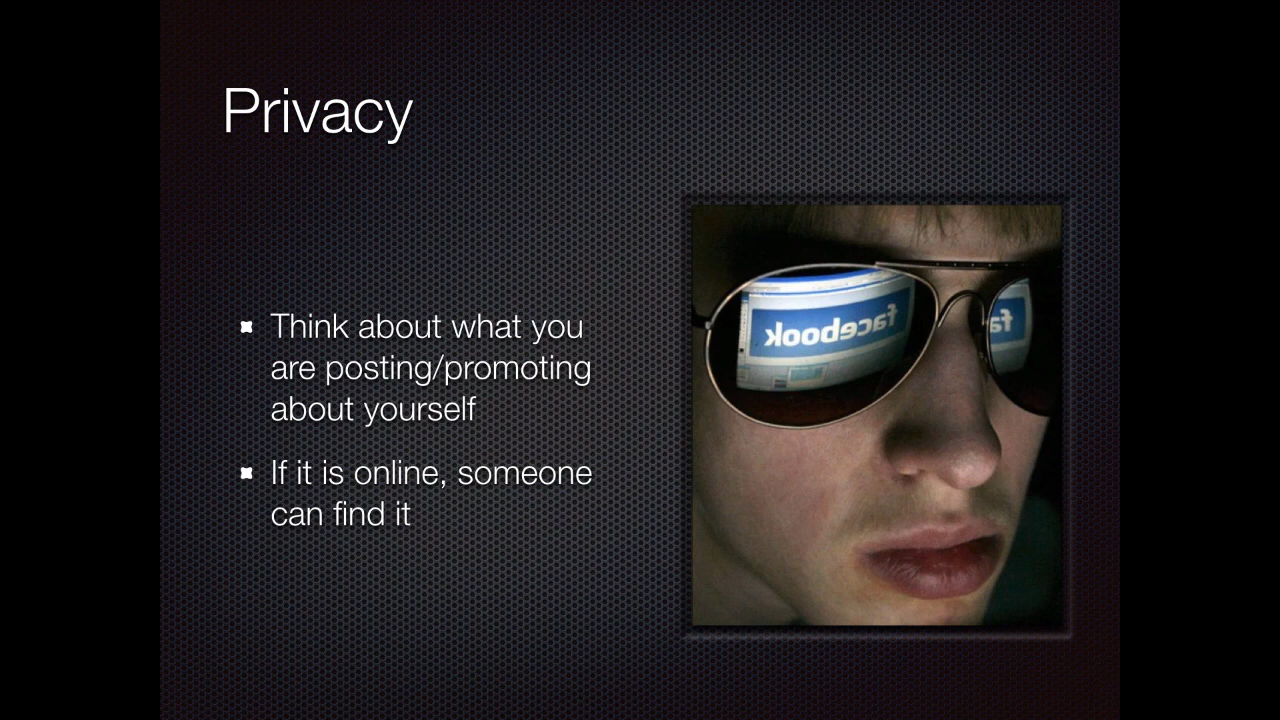 Privacy
Think about what you
are posting/promoting
about yourself
If it is online, someone
can find it
facebook
fa